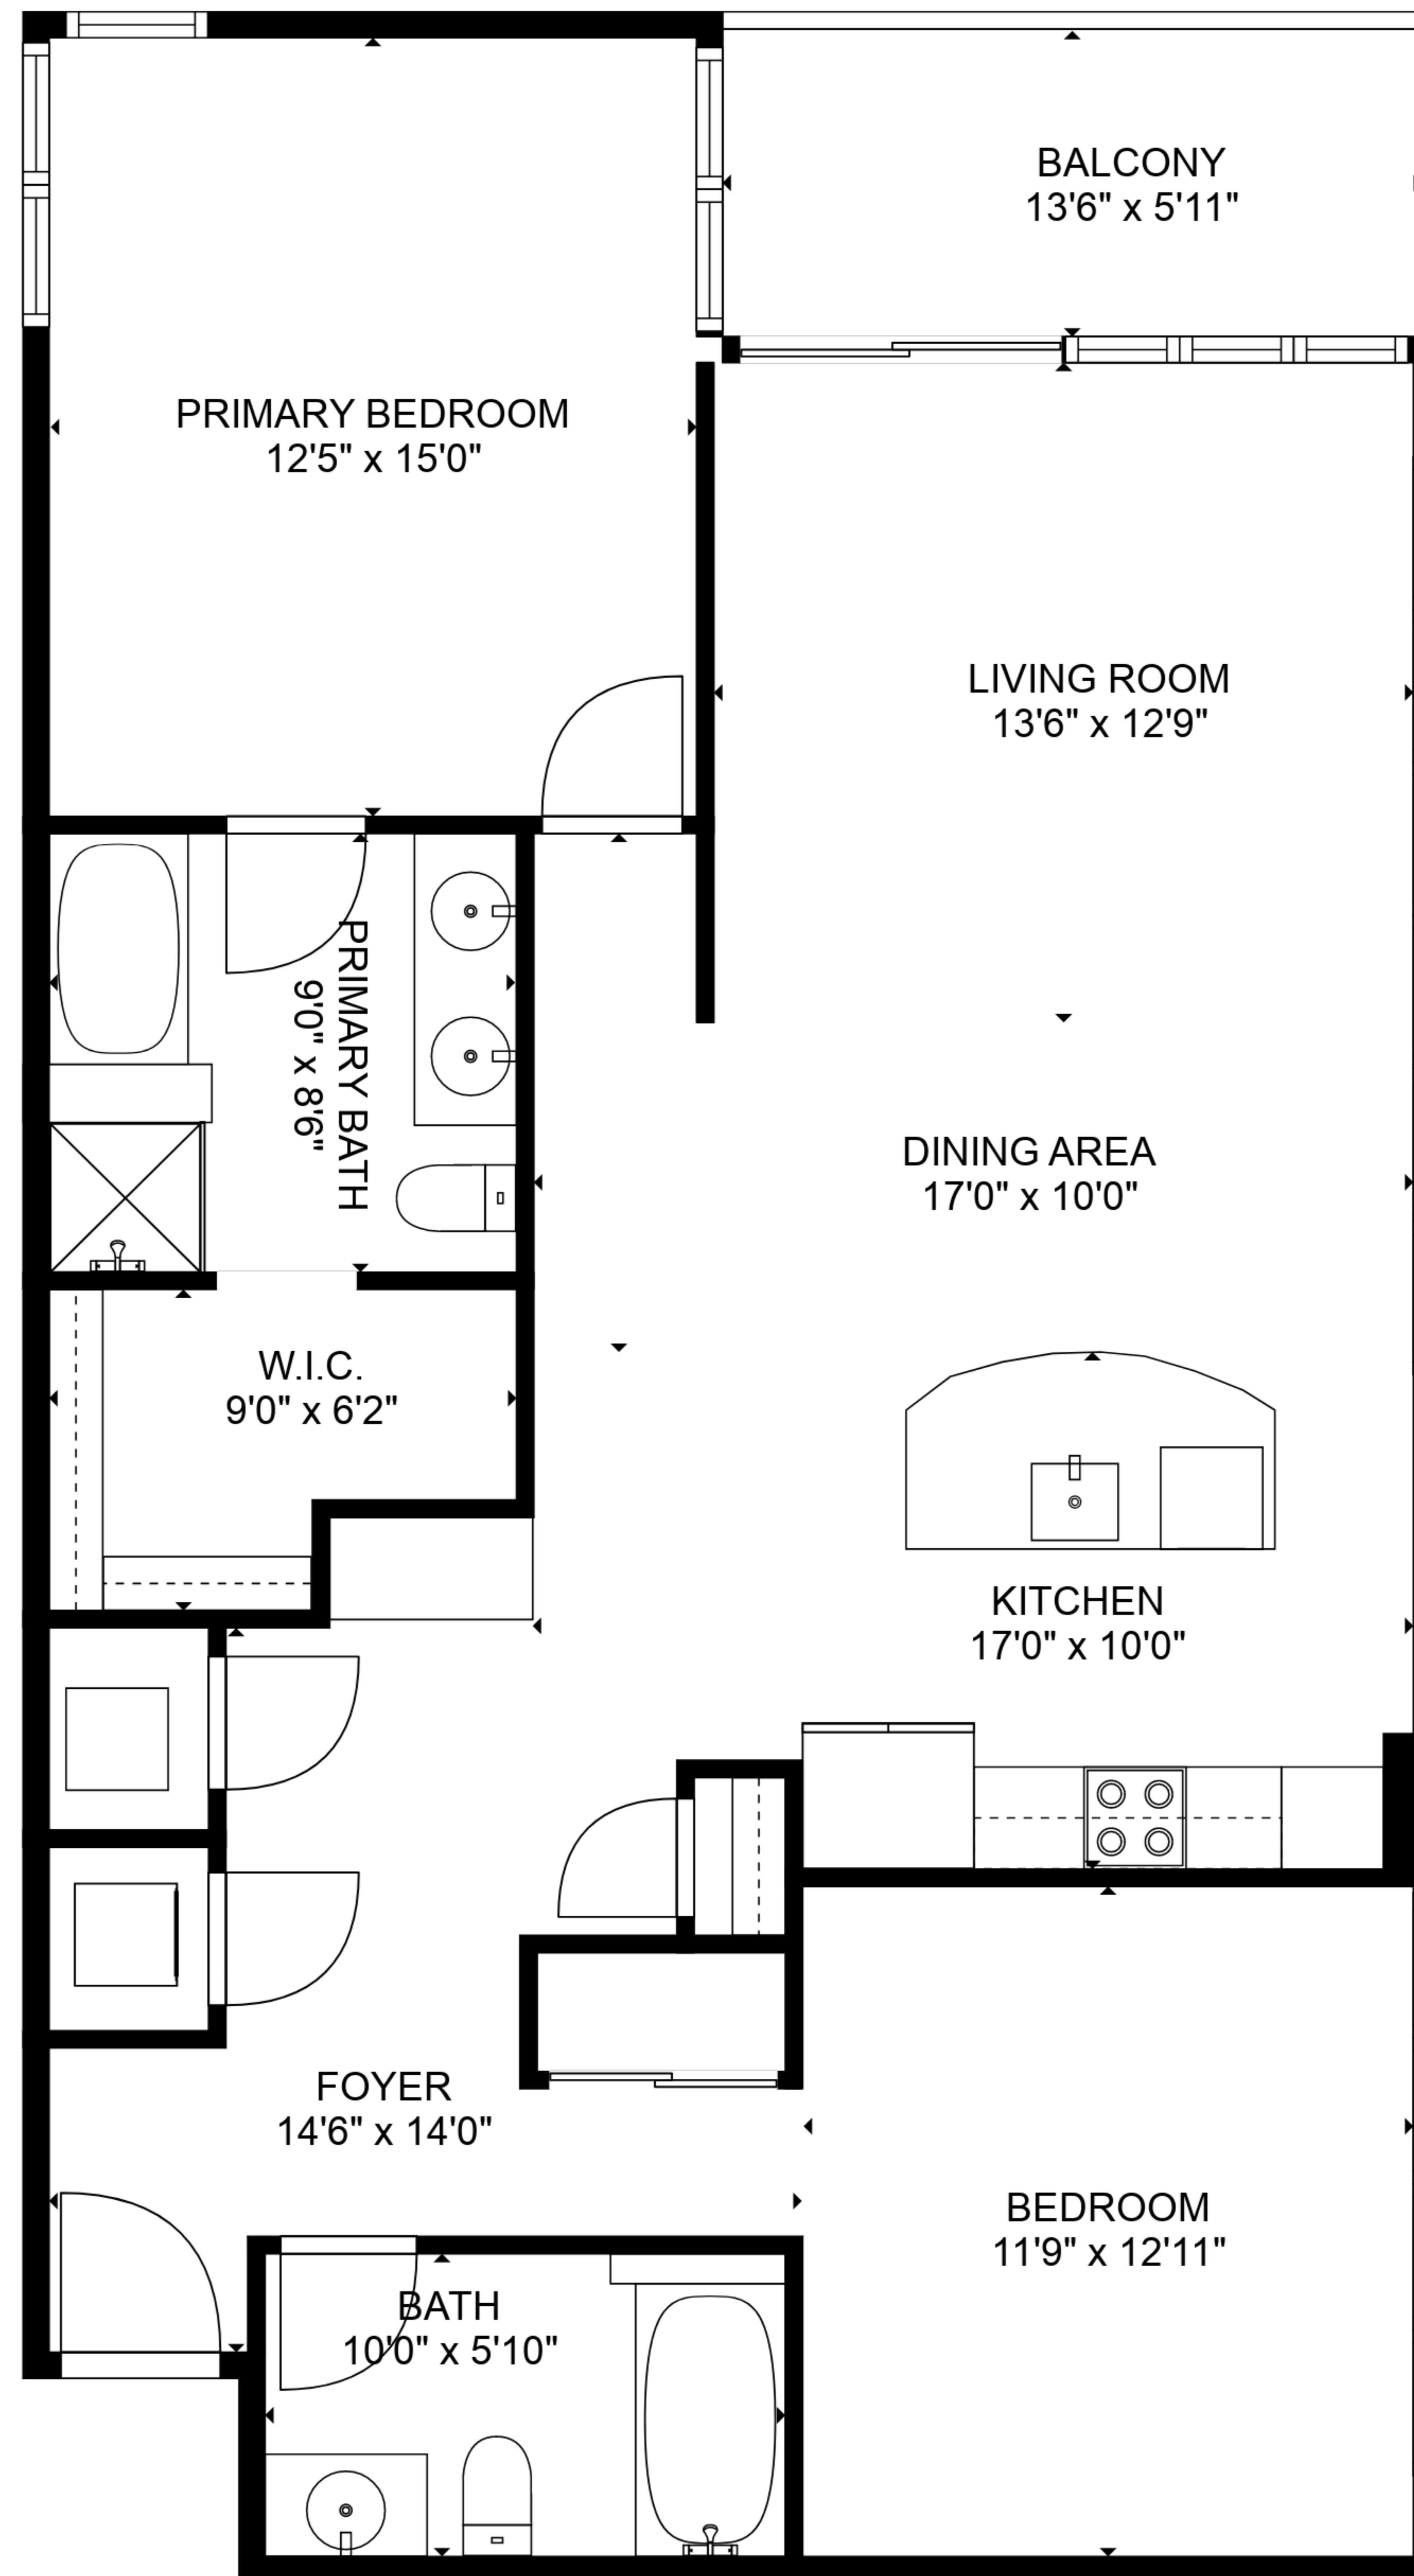 BALCONY
13'6" x 5'11"
PRIMARY BEDROOM
12'5" x 15'0"
LIVING ROOM
13'6" x 12'9"
PRIMARY BATH
9'0" x 8'6"
DINING AREA
17'0" x 10'0"
W.I.C.
9'0" x 6'2"
KITCHEN
17'0" x 10'0"
FOYER
14'6" x 14'0"
BEDROOM
11'9" x 12'11"
BATH
10'0" x 5'10"